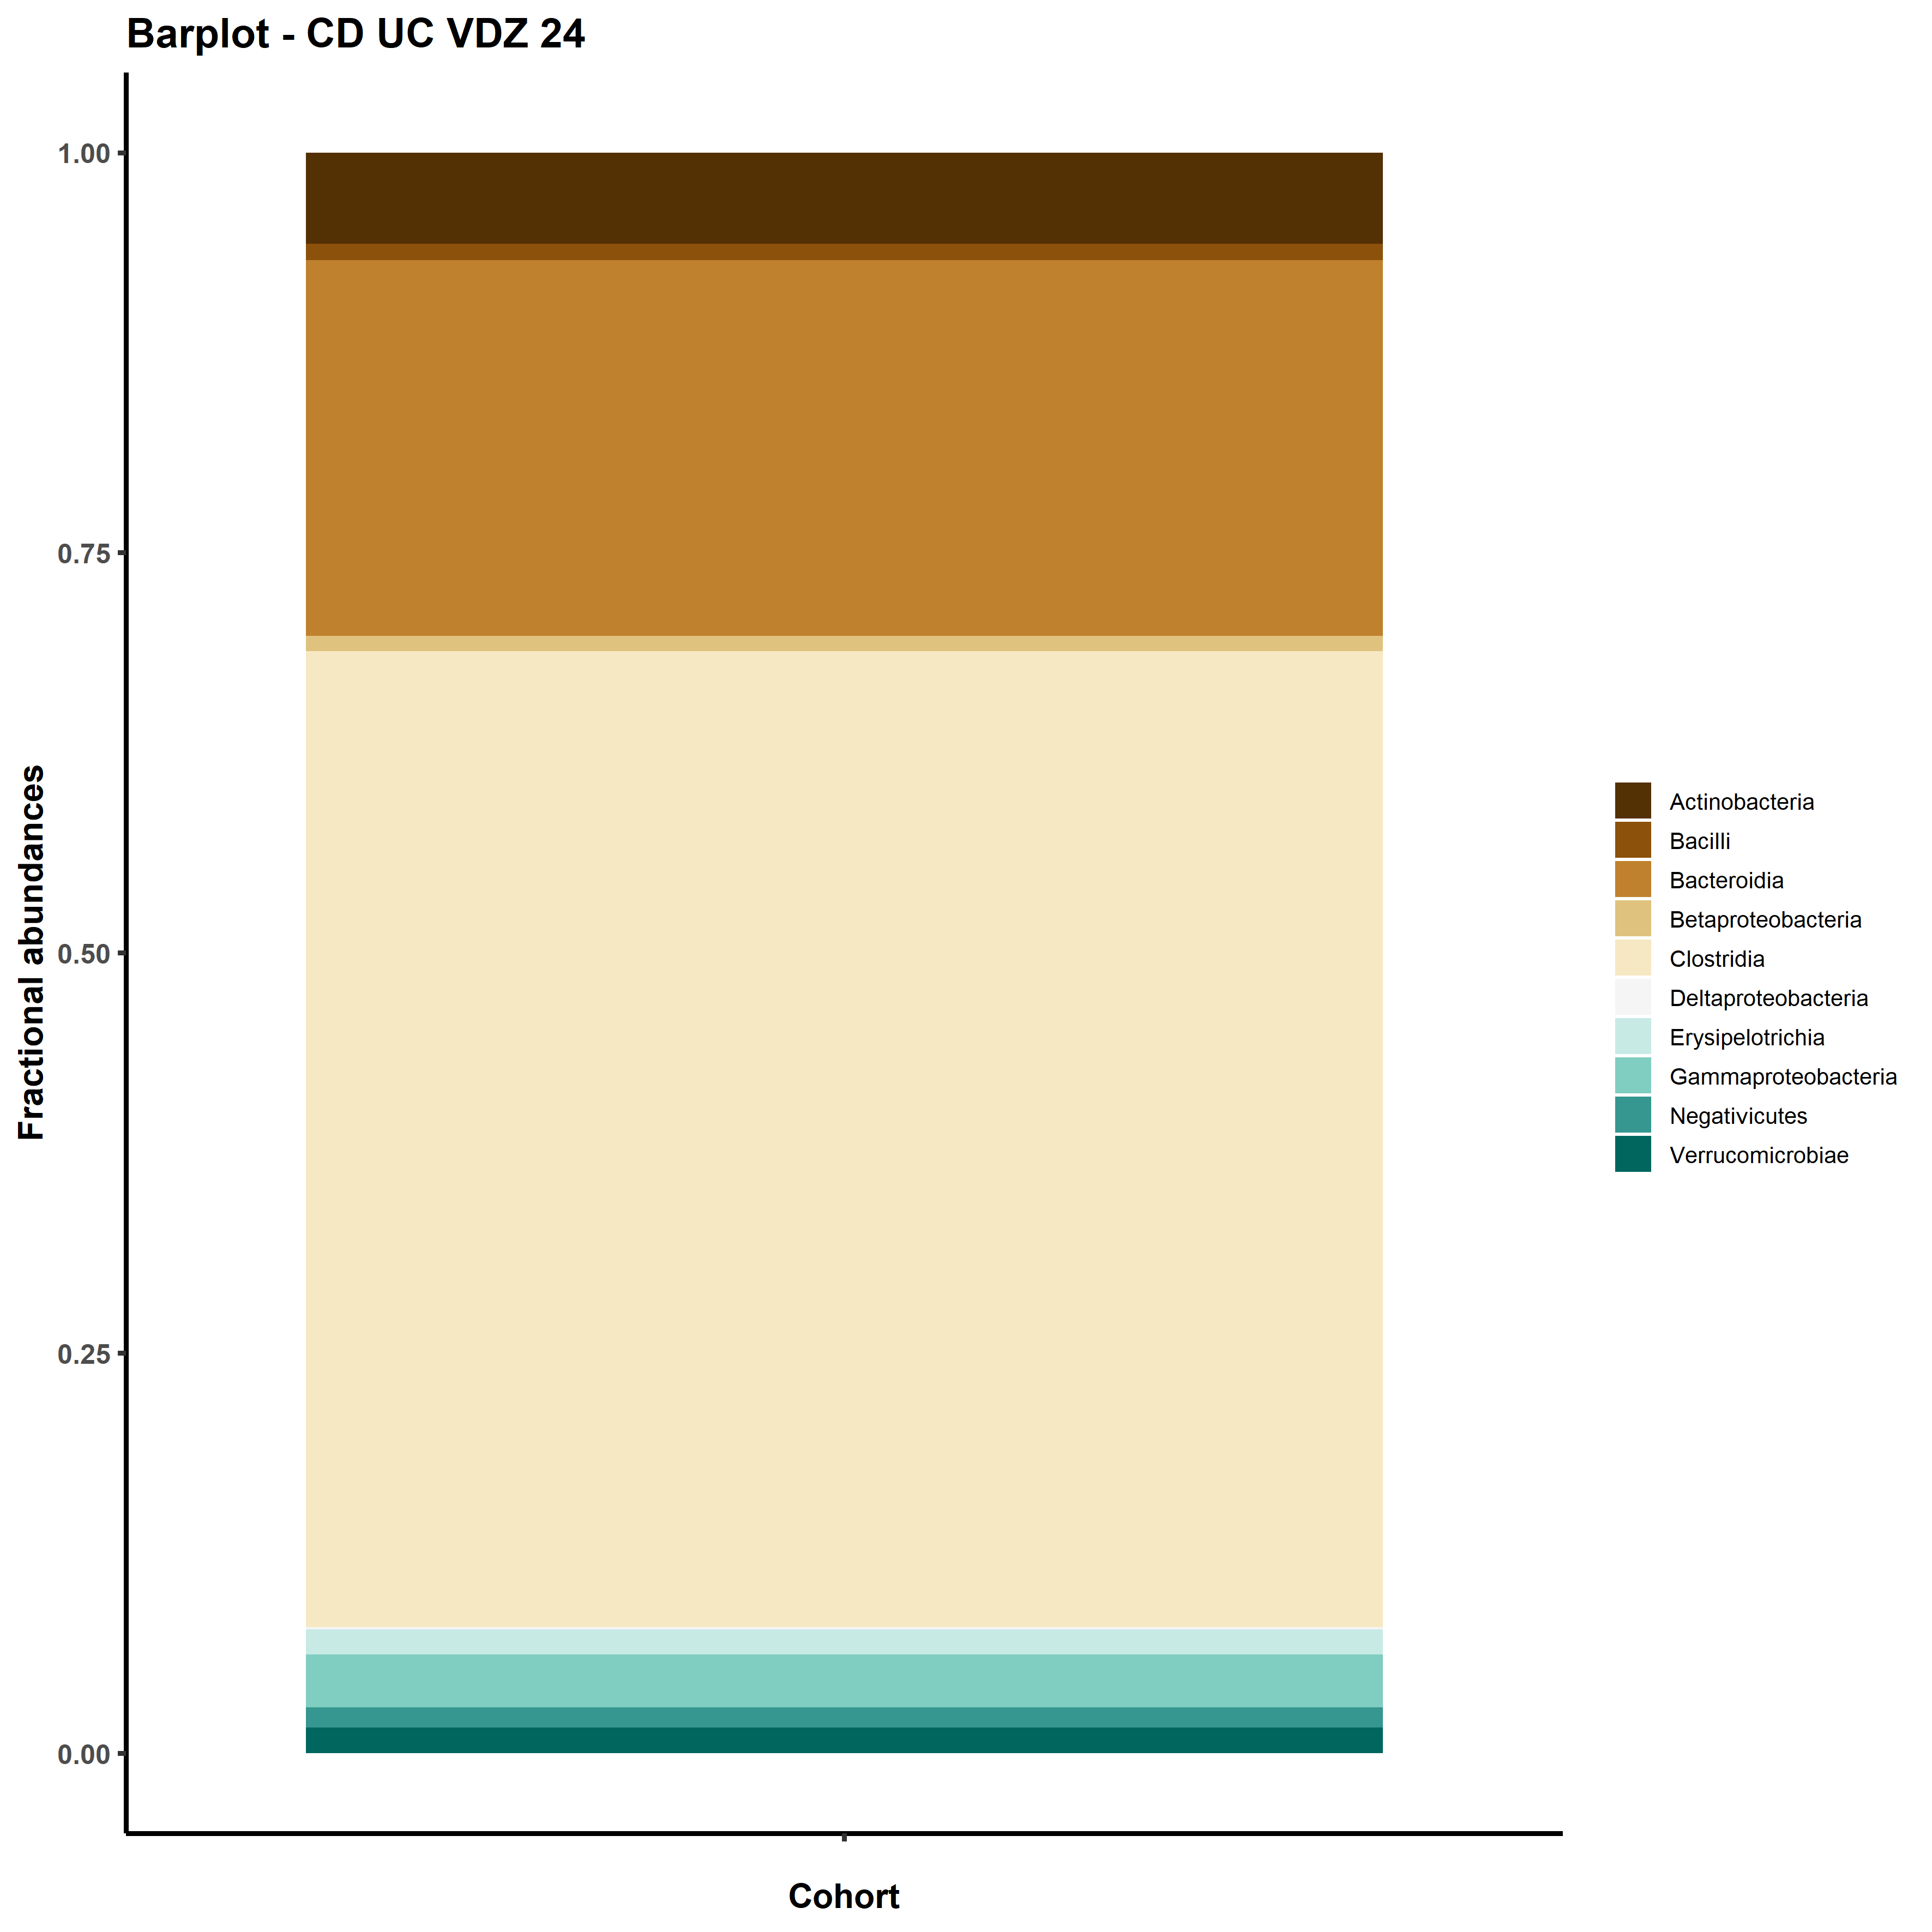 Barplot - CD UC VDZ 24
1.00
0.75
0.50
0.25
0.00
Fractional abundances
Cohort
Actinobacteria
Bacilli
Bacteroidia
Betaproteobacteria
Clostridia
Deltaproteobacteria
Erysipelotrichia
Gammaproteobacteria
Negativicutes
Verrucomicrobiae